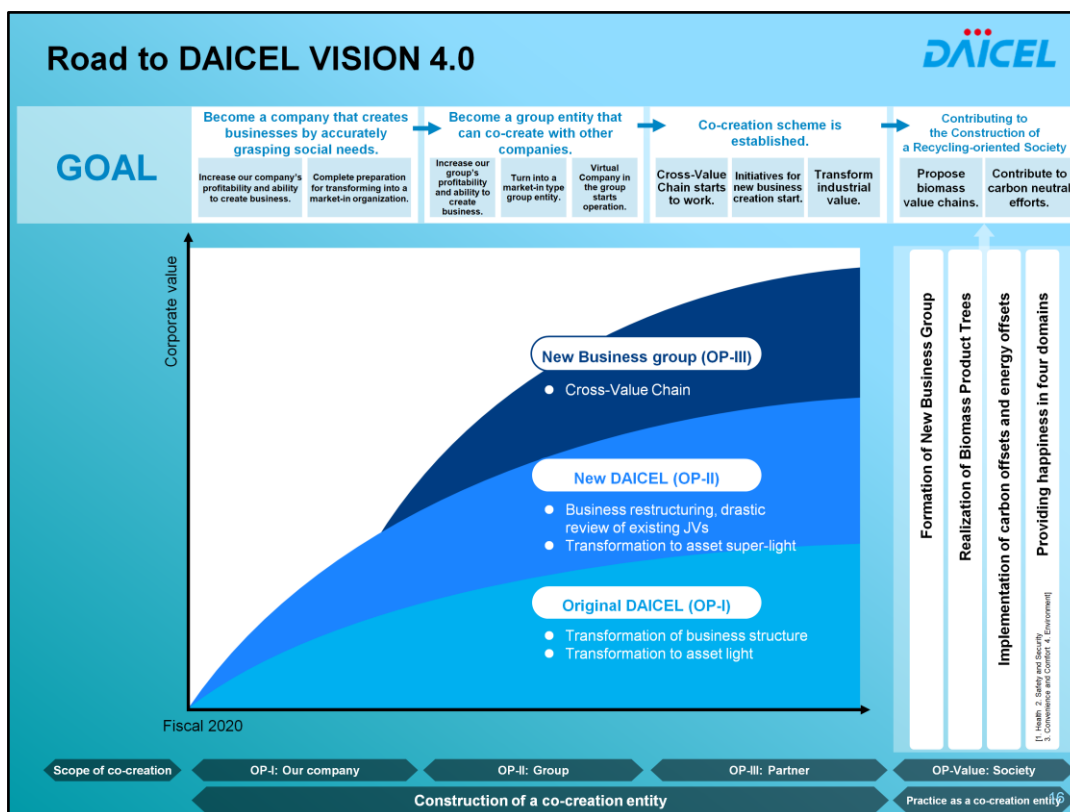 Road to DAICEL VISION 4.0
DAICEL
GOAL
Become a company that creates
businesses by accurately
grasping social needs.
Increase our company's
profitability and ability
to create business.
Complete preparation
for transforming into a
market-in organization.
Become a group entity that
can co-create with other
companies.
Increase our
group's
profitability
and ability to
create
business.
Turn into a
market-in type
group entity.
Virtual
Company in
the group
starts
operation.
Co-creation scheme is
established.
Cross-Value
Chain starts
to work.
Initiatives for
new business
creation start.
Transform
industrial
value.
Contributing to
the Construction of
a Recycling-oriented Society
Propose
biomass
value chains.
Contribute to
carbon neutral
efforts.
Corporate value
New Business group (OP-III)
● Cross-Value Chain
New DAICEL (OP-II)
● Business restructuring, drastic
review of existing JVs
● Transformation to asset super-light
Original DAICEL (OP-I)
● Transformation of business structure
● Transformation to asset light
Fiscal 2020
Formation of New Business Group
Realization of Biomass Product Trees
Implementation of carbon offsets and energy offsets
Providing happiness in four domains
[1. Health 2. Safety and Security
3. Convenience and Comfort 4. Environment]
Scope of co-creation
OP-I: Our company
OP-II: Group
OP-III: Partner
OP-Value: Society
Construction of a co-creation entity
Practice as a co-creation entity
16